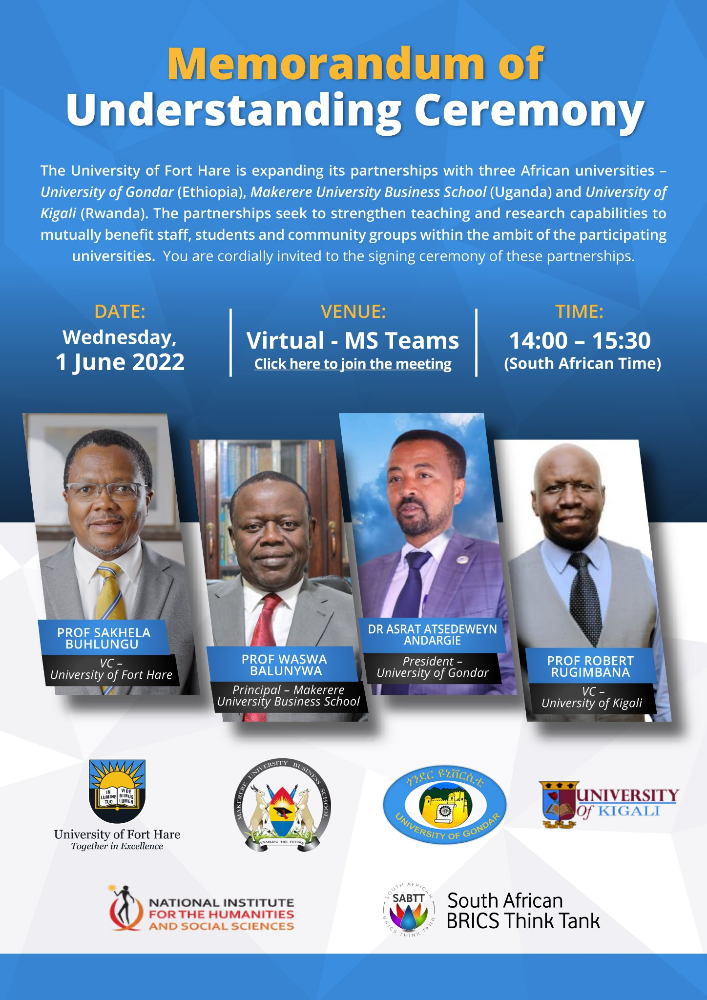 Memorandum of
Understanding Ceremony
The University of Fort Hare is expanding its partnerships with three African universities –
University of Gondar (Ethiopia), Makerere University Business School (Uganda) and University of
Kigali (Rwanda). The partnerships seek to strengthen teaching and research capabilities to
mutually benefit staff, students and community groups within the ambit of the participating
universities. You are cordially invited to the signing ceremony of these partnerships.
DATE:
Wednesday,
1 June 2022
VENUE:
Virtual - MS Teams
Click here to join the meeting
TIME:
14:00 – 15:30
(South African Time)
PROF SAKHELA
BUHLUNGU
VC –
University of Fort Hare
PROF WASWA
BALUNYWA
Principal – Makerere
University Business School
DR ASRAT ATSEDEWEYN
ANDARGIE
President –
University of Gondar
PROF ROBERT
RUGIMBANA
VC –
University of Kigali
IN
LUMINE
TUO
VIDE
BIMUS
LUMEN
University of Fort Hare
Together in Excellence
MAKERERE UNIVERSITY BUSINESS SCHOOL
ENABLING THE FUTURE
ጎንደር ዩኒቨርሲቲ
UNIVERSITY OF GONDAR
UNIVERSITY
Of KIGALI
NATIONAL INSTITUTE
FOR THE HUMANITIES
AND SOCIAL SCIENCES
SOUTH AFRICAN
SABTT
BRICS THINK TANK
South African
BRICS Think Tank